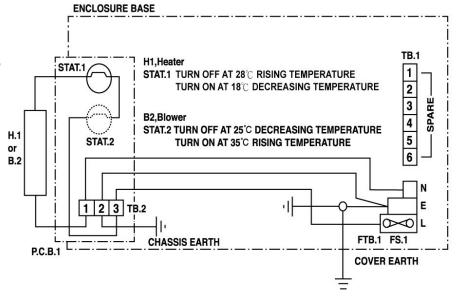 ENCLOSURE BASE
STAT.1
H1,Heater
STAT.1 TURN OFF AT 28℃ RISING TEMPERATURE
TURN ON AT 18℃ DECREASING TEMPERATURE
B2,Blower
STAT.2 TURN OFF AT 25℃ DECREASING TEMPERATURE
TURN ON AT 35℃ RISING TEMPERATURE
STAT.2
H.1
or
B.2
TB.1
1
2
3
4
5
6
SPARE
1 2 3 TB.2
N
E
L
CHASSIS EARTH
P.C.B.1
FTB.1 FS.1
COVER EARTH